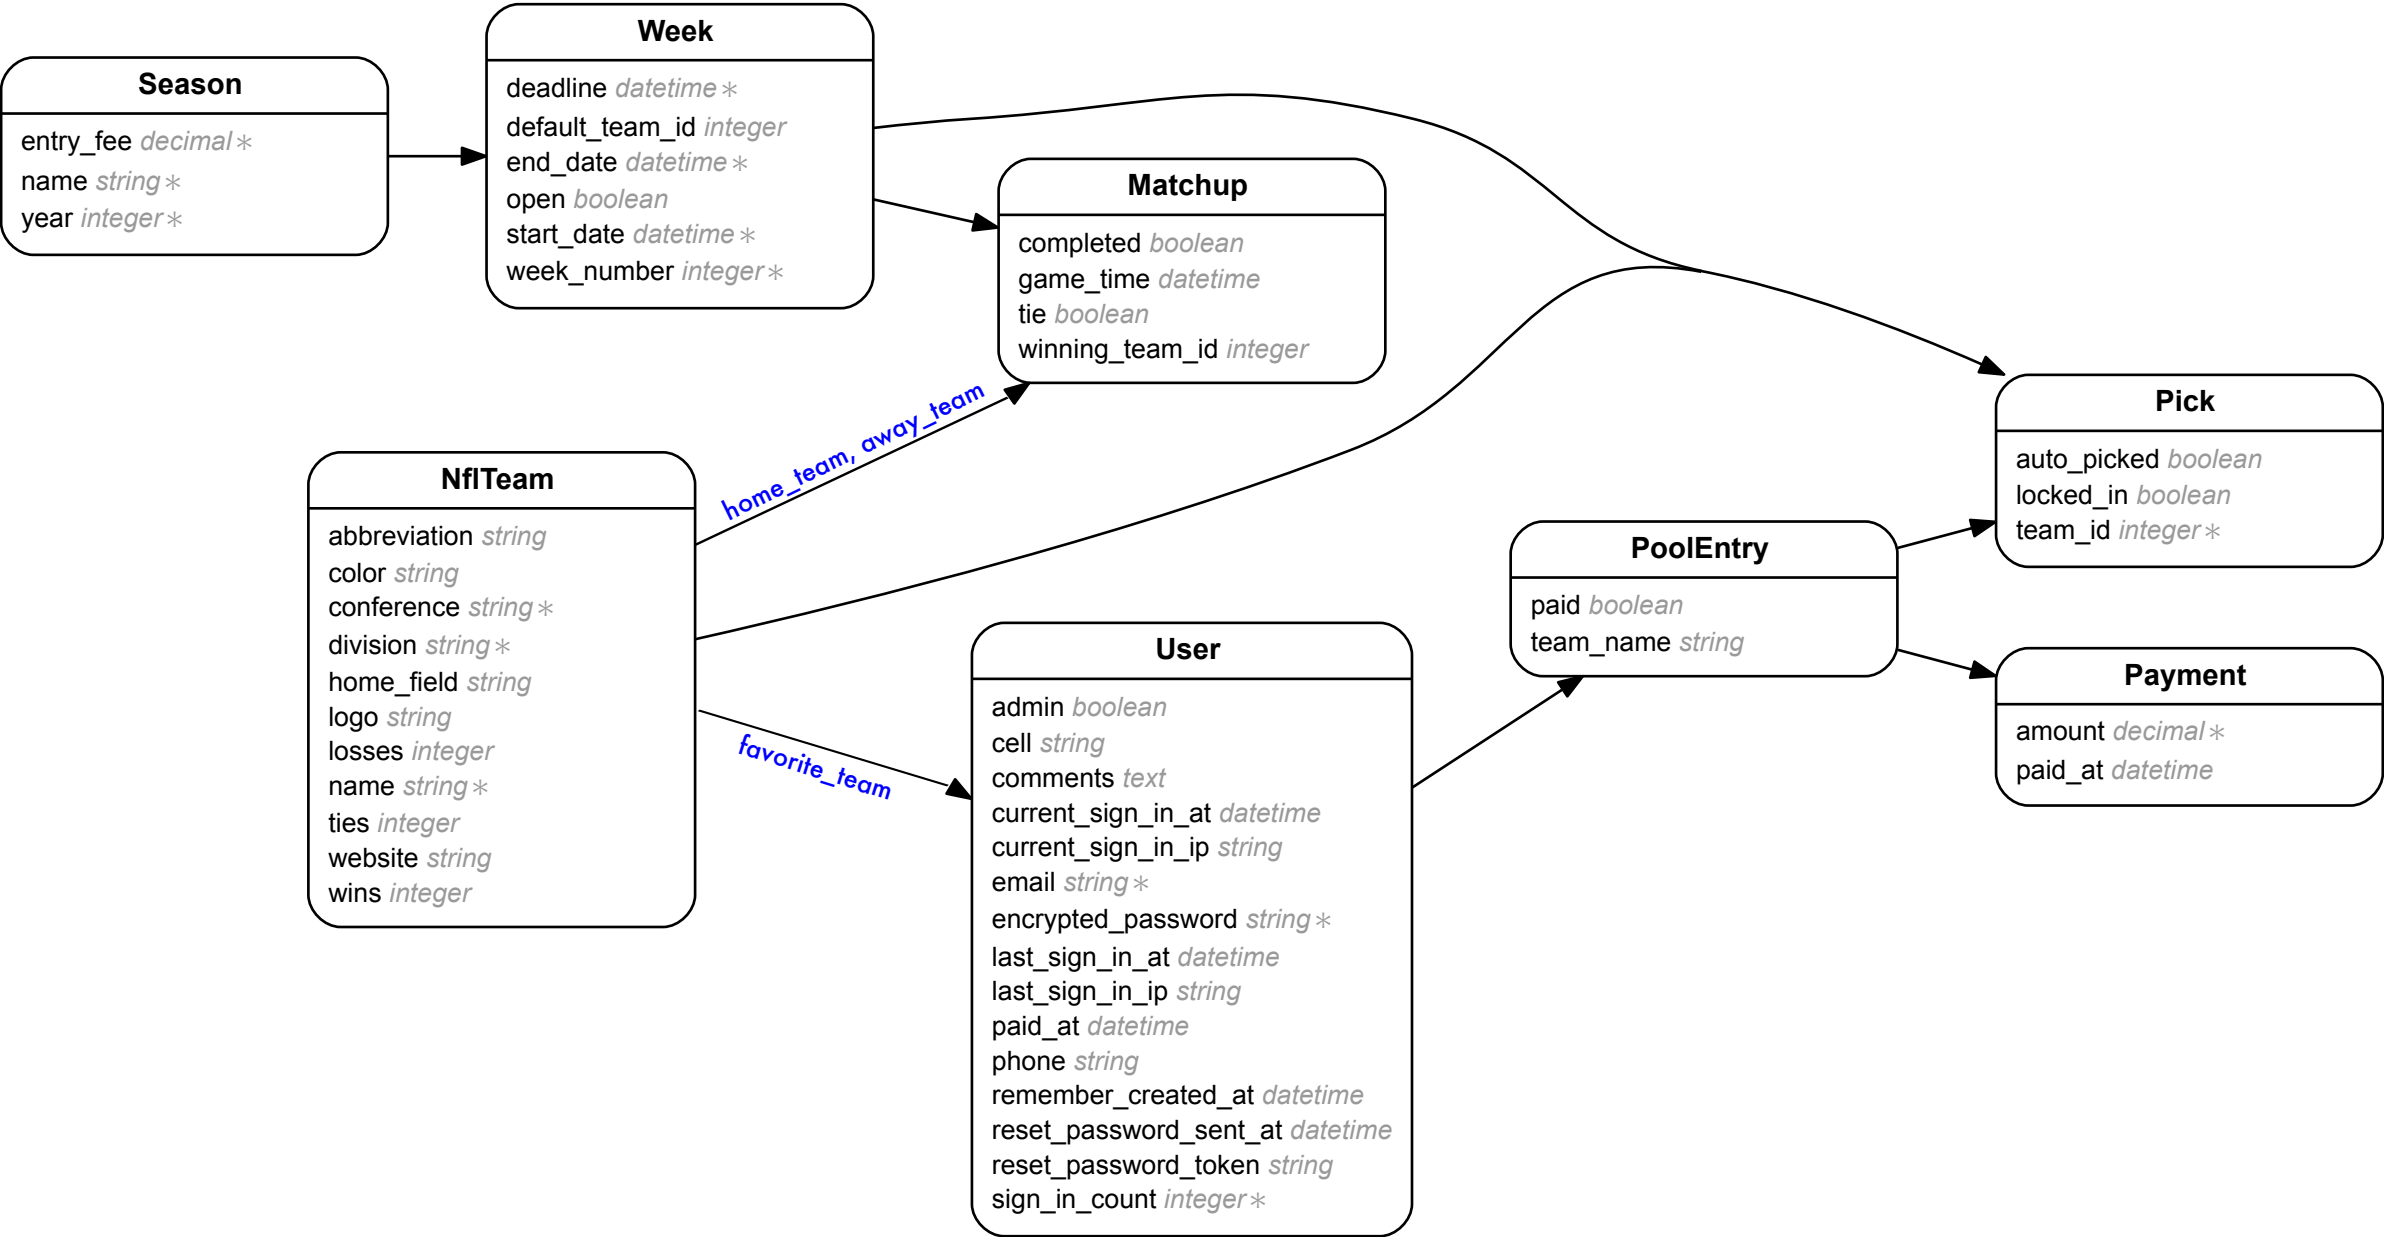 Season
entry_fee decimal ∗
name string ∗
year integer ∗
Week
deadline datetime ∗
default_team_id integer
end_date datetime ∗
open boolean
start_date datetime ∗
week_number integer ∗
Matchup
completed boolean
game_time datetime
tie boolean
winning_team_id integer
home_team, away_team
NflTeam
abbreviation string
color string
conference string ∗
division string ∗
home_field string
logo string
losses integer
name string ∗
ties integer
website string
wins integer
favorite_team
User
admin boolean
cell string
comments text
current_sign_in_at datetime
current_sign_in_ip string
email string ∗
encrypted_password string ∗
last_sign_in_at datetime
last_sign_in_ip string
paid_at datetime
phone string
remember_created_at datetime
reset_password_sent_at datetime
reset_password_token string
sign_in_count integer ∗
PoolEntry
paid boolean
team_name string
Pick
auto_picked boolean
locked_in boolean
team_id integer ∗
Payment
amount decimal ∗
paid_at datetime